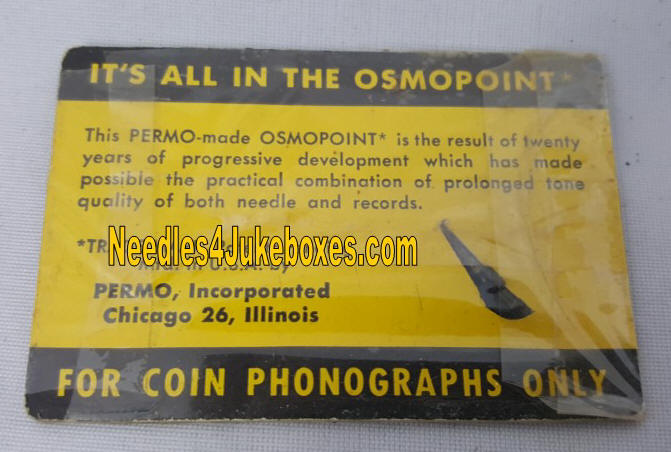 IT'S ALL IN THE OSMOPOINT*
This PERMO-made OSMOPOINT* is the result of twenty
years of progressive development which has made
possible the practical combination of prolonged tone
quality of both needle and records.
Needles4Jukeboxes.com
U.S.A. by
PERMO, Incorporated
Chicago 26, Illinois
FOR COIN PHONOGRAPHS ONLY